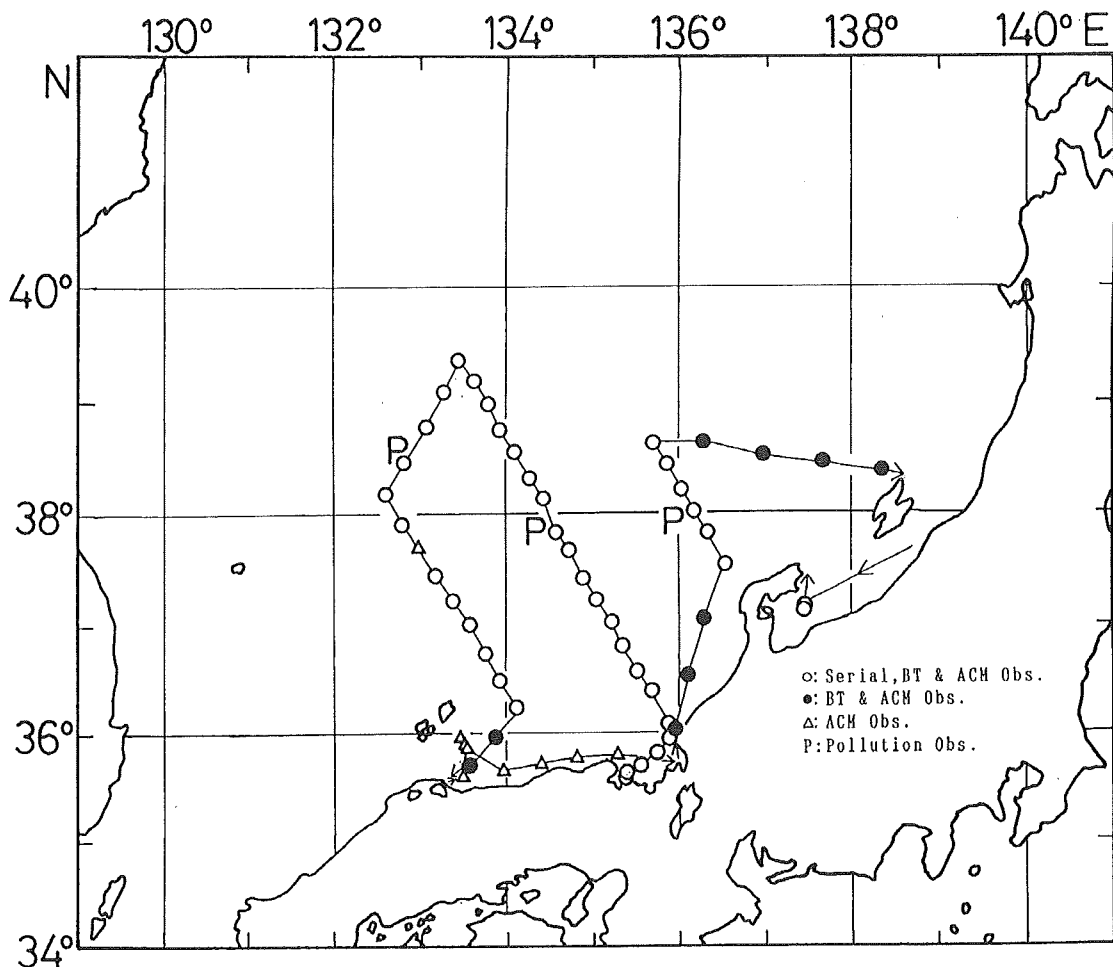 130° 132° 134° 136° 138° 140° E
N
40°
P
38°
P
P
○: Serial,BT & ACM Obs.
●: BT & ACM Obs.
△: ACM Obs.
P:Pollution Obs.
36°
34°